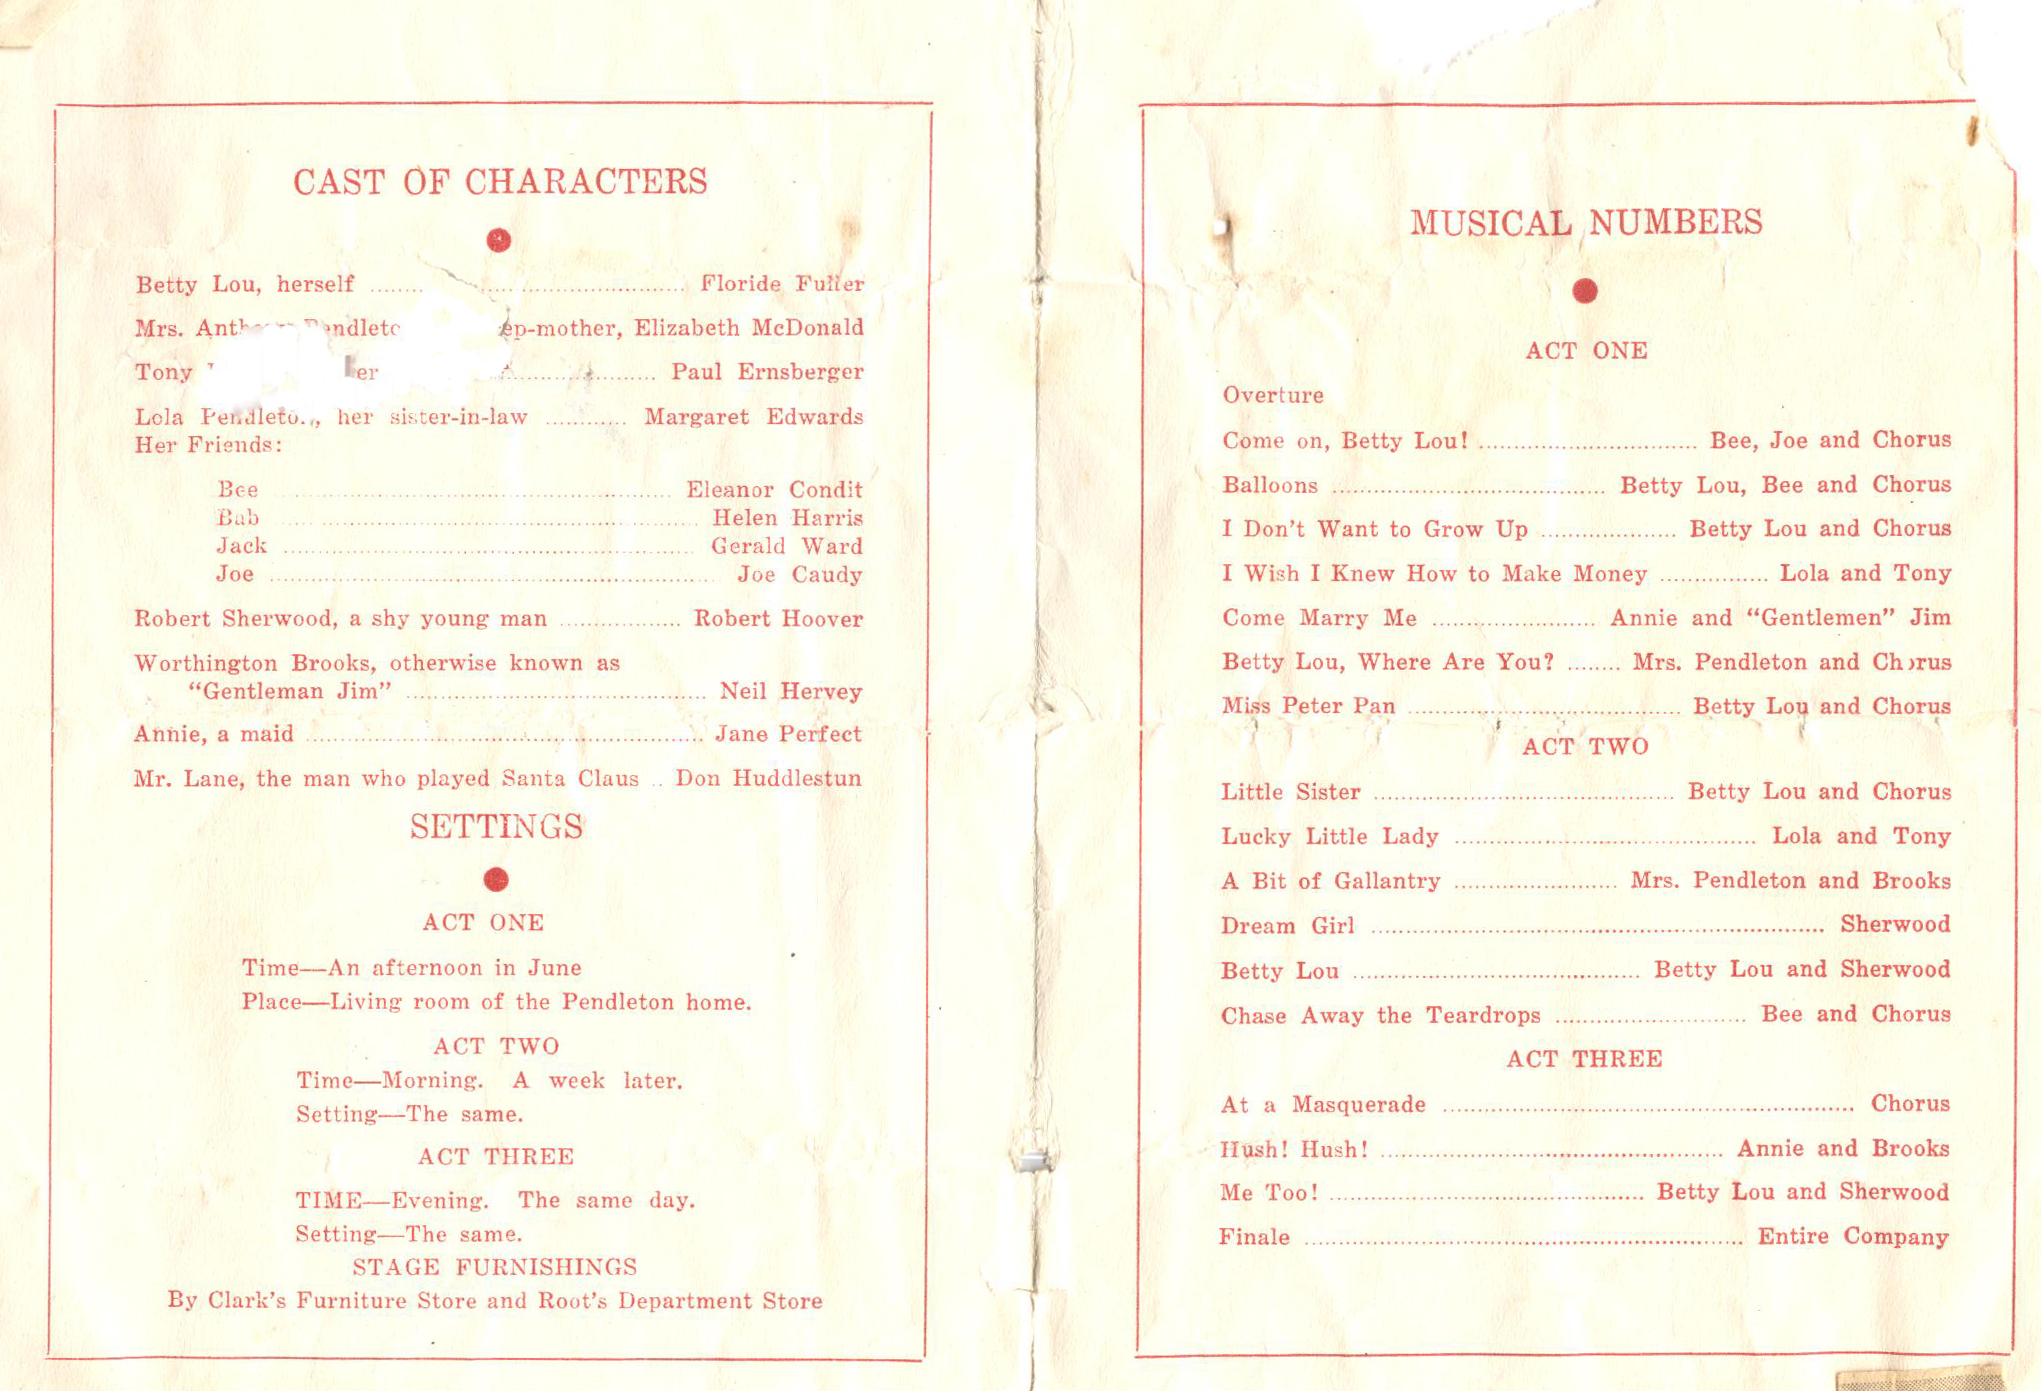 CAST OF CHARACTERS
Betty Lou, herself ........ .......................... Floride Fuller
Mrs. ep-mother, Elizabeth McDonald
Tony er .................... Paul Ernsberger
Lola Pendleton, her sister-in-law ............ Margaret Edwards
Her Friends:
Bee .......................................................... Eleanor Condit
Bab .............................................................. Helen Harris
Jack ........................................................... Gerald Ward
Joe ................................................................. Joe Caudy
Robert Sherwood, a shy young man .................. Robert Hoover
Worthington Brooks, otherwise known as
"Gentleman Jim" ........................................... Neil Hervey
Annie, a maid ......................................................... Jane Perfect
Mr. Lane, the man who played Santa Claus .. Don Huddlestun
SETTINGS
ACT ONE
Time—An afternoon in June
Place—Living room of the Pendleton home.
ACT TWO
Time—Morning. A week later.
Setting—The same.
ACT THREE
TIME—Evening. The same day.
Setting—The same.
STAGE FURNISHINGS
By Clark's Furniture Store and Root's Department Store
MUSICAL NUMBERS
ACT ONE
Overture
Come on, Betty Lou! ................................ Bee, Joe and Chorus
Balloons ........................................ Betty Lou, Bee and Chorus
I Don't Want to Grow Up .................... Betty Lou and Chorus
I Wish I Knew How to Make Money ................ Lola and Tony
Come Marry Me ........................ Annie and "Gentlemen" Jim
Betty Lou, Where Are You? ........ Mrs. Pendleton and Chorus
Miss Peter Pan ........................................ Betty Lou and Chorus
ACT TWO
Little Sister ............................................ Betty Lou and Chorus
Lucky Little Lady ............................................ Lola and Tony
A Bit of Gallantry ........................ Mrs. Pendleton and Brooks
Dream Girl .................................................................. Sherwood
Betty Lou .......................................... Betty Lou and Sherwood
Chase Away the Teardrops ............................ Bee and Chorus
ACT THREE
At a Masquerade ............................................................ Chorus
Hush! Hush! .................................................. Annie and Brooks
Me Too! .............................................. Betty Lou and Sherwood
Finale ................................................................ Entire Company